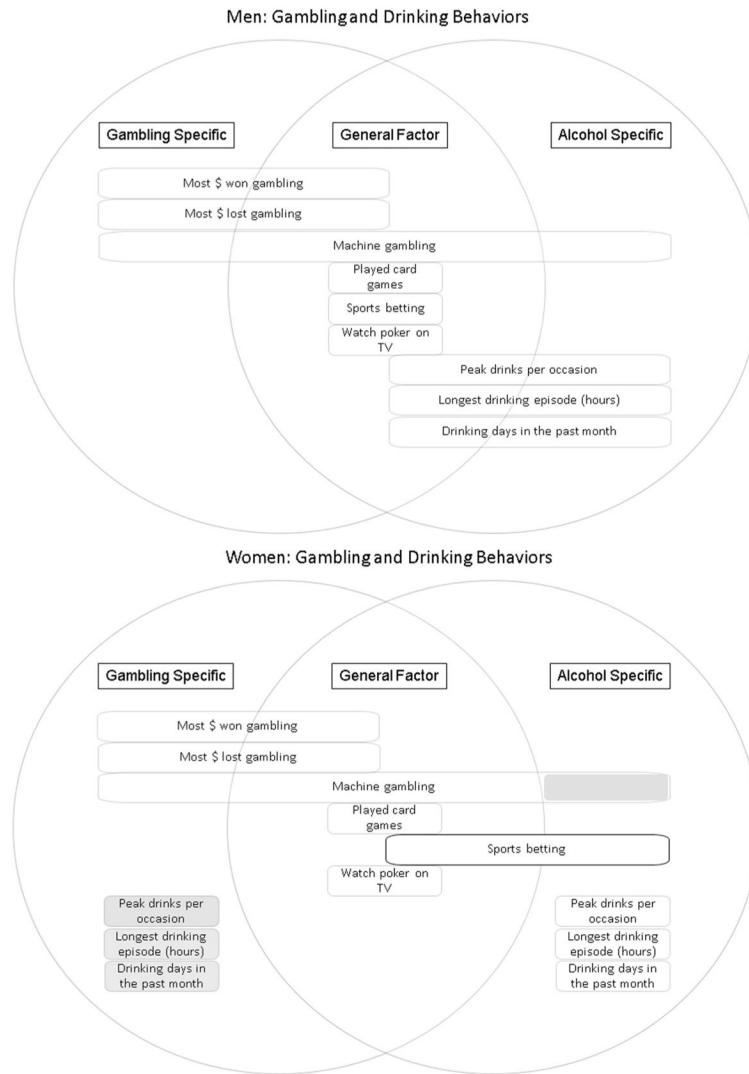 Men: Gambling and Drinking Behaviors
Gambling Specific
General Factor
Alcohol Specific
Most $ won gambling
Most $ lost gambling
Machine gambling
Played card
games
Sports betting
Watch poker on
TV
Peak drinks per occasion
Longest drinking episode (hours)
Drinking days in the past month
Women: Gambling and Drinking Behaviors
Gambling Specific
General Factor
Alcohol Specific
Most $ won gambling
Most $ lost gambling
Machine gambling
Played card
games
Sports betting
Watch poker on
TV
Peak drinks per
occasion
Longest drinking
episode (hours)
Drinking days in
the past month
Peak drinks per
occasion
Longest drinking
episode (hours)
Drinking days in
the past month